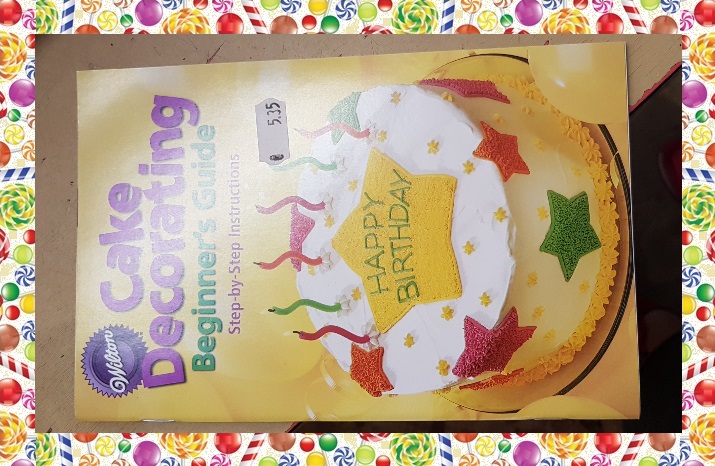 Wilton
Cake
Decorating
Beginner's Guide
Step-by-Step Instructions
5.35
HAPPY
BIRTHDAY